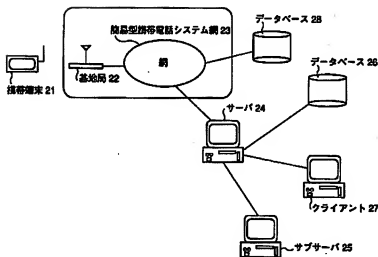 簡易型携帯電話システム網 23
データベース 28
データベース 26
網
携帯端末 21
基地局 22
サーバ 24
クライアント 27
サブサーバ 25